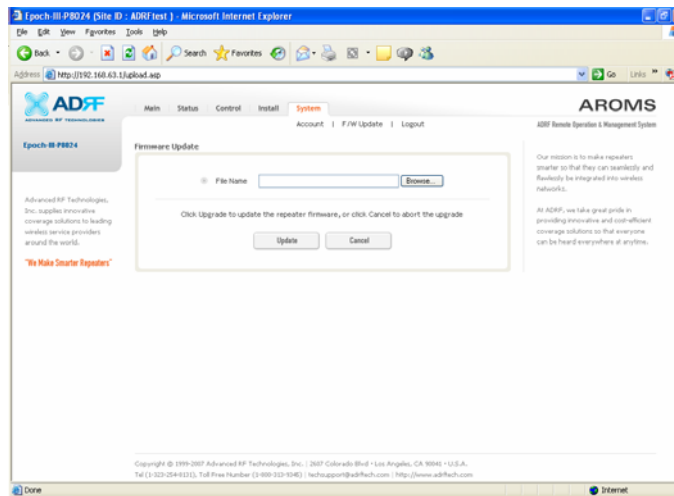 Epoch-III-P8024 (Site ID : ADRFtest ) - Microsoft Internet Explorer
File Edit View Favorites Tools Help
Back Search Favorites
Address http://192.168.63.1/upload.asp Go Links »
ADRF
ADVANCED RF TECHNOLOGIES
Main Status Control Install System
AROMS
Account | F/W Update | Logout
ADRF Remote Operation & Management System
Epoch-III-P8024
Firmware Update
File Name Browse...
Click Upgrade to update the repeater firmware, or click Cancel to abort the upgrade
Update Cancel
Advanced RF Technologies,
Inc. supplies innovative
coverage solutions to leading
wireless service providers
around the world.
"We Make Smarter Repeaters"
Our mission is to make repeaters
smarter so that they can seamlessly and
flawlessly be integrated into wireless
networks.
At ADRF, we take great pride in
providing innovative and cost-efficient
coverage solutions so that everyone
can be heard everywhere at anytime.
Copyright © 1999-2007 Advanced RF Technologies, Inc. | 2607 Colorado Blvd • Los Angeles, CA 90041 • U.S.A.
Tel (1-323-254-8131), Toll Free Number | techsupport@adrftech.com | http://www.adrftech.com
Done Internet